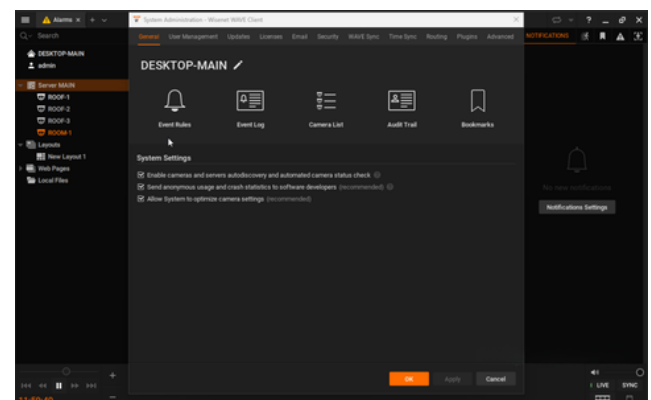 Alarms
System Administration - Wisenet WAVE Client
Search
General User Management Updates Licenses Email Security WAVE Sync Time Sync Routing Plugins Advanced
NOTIFICATIONS
DESKTOP-MAIN
admin
DESKTOP-MAIN
Server MAIN
ROOF-1
ROOF-2
ROOF-3
ROOM-1
Layouts
New Layout 1
Web Pages
Local Files
Event Rules Event Log Camera List Audit Trail Bookmarks
System Settings
Enable cameras and servers autodiscovery and automated camera status check
Send anonymous usage and crash statistics to software developers (recommended)
Allow System to optimize camera settings (recommended)
No new notifications
Notifications Settings
OK Apply Cancel
LIVE SYNC